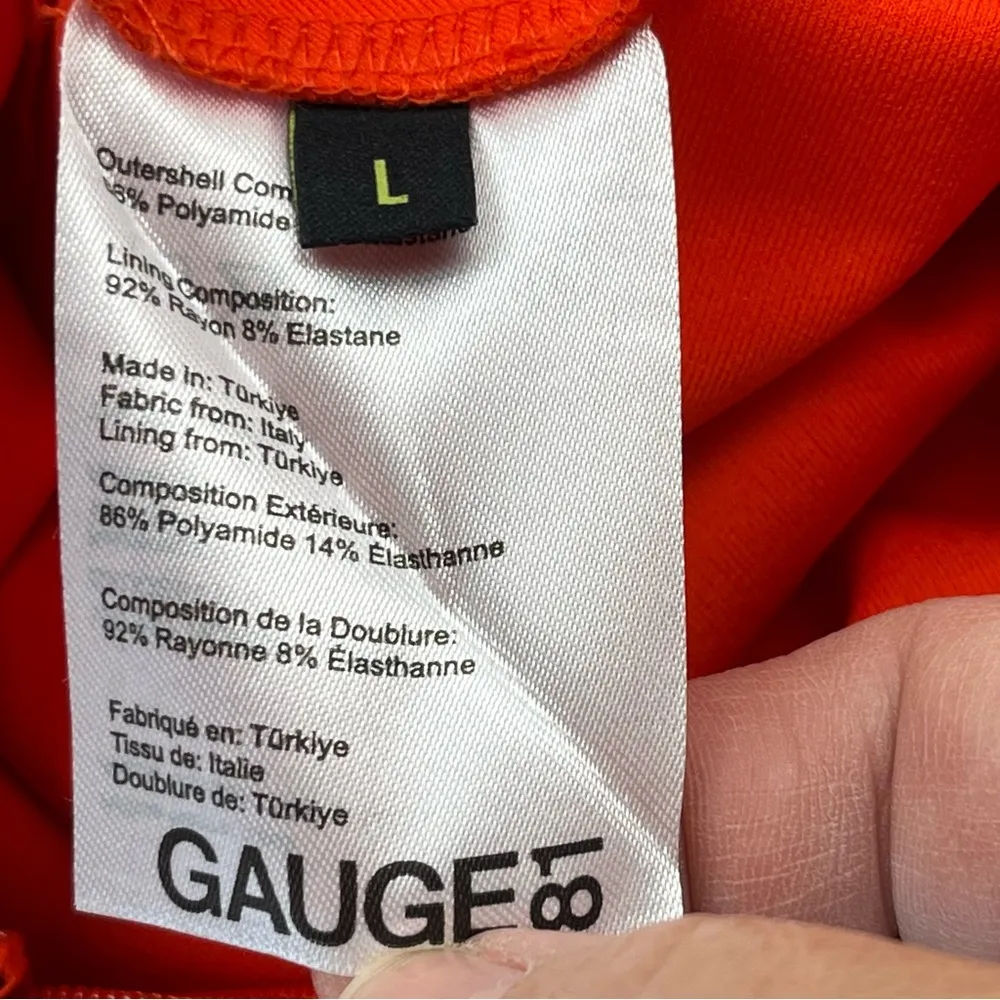 L
Outershell Com
86% Polyamide
Lining Composition:
92% Rayon 8% Elastane
Made in: Türkiye
Fabric from: Italy
Lining from: Türkiye
Composition Extérieure:
86% Polyamide 14% Élasthanne
Composition de la Doublure:
92% Rayonne 8% Élasthanne
Fabriqué en: Türkiye
Tissu de: Italie
Doublure de: Türkiye
GAUGE81